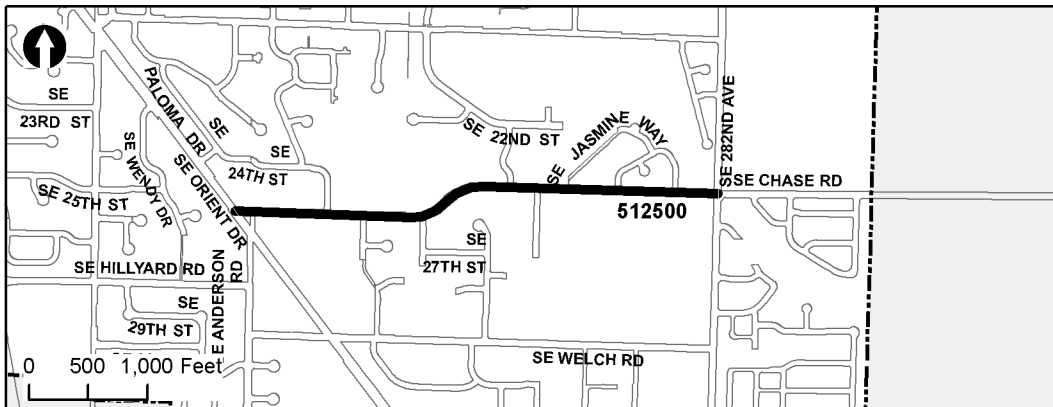 SE
23RD ST
PALOMA DR
SE
SE
24TH ST
SE WENDY DR
SE ORIENT DR
SE 25TH ST
SE HILLYARD RD
SE
29TH ST
E ANDERSON RD
SE 22ND ST
SE JASMINE WAY
SE 282ND AVE
SE CHASE RD
512500
SE
27TH ST
SE WELCH RD
0 500 1,000 Feet